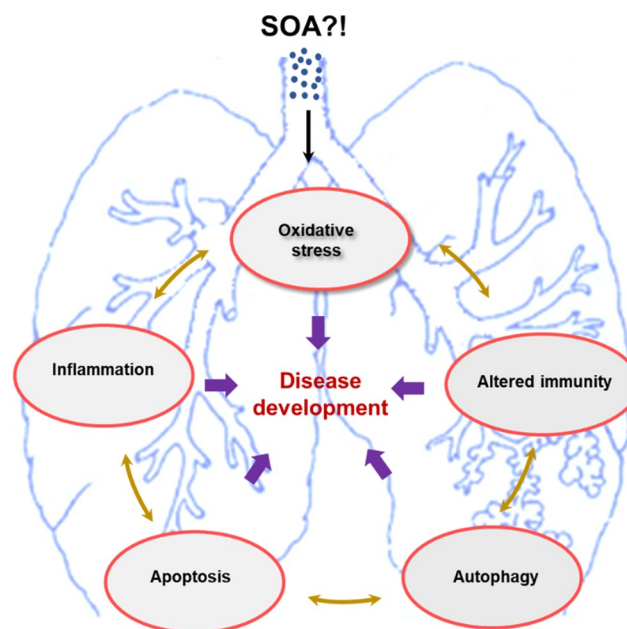 SOA?!
Oxidative
stress
Inflammation
Disease
development
Altered immunity
Apoptosis
Autophagy